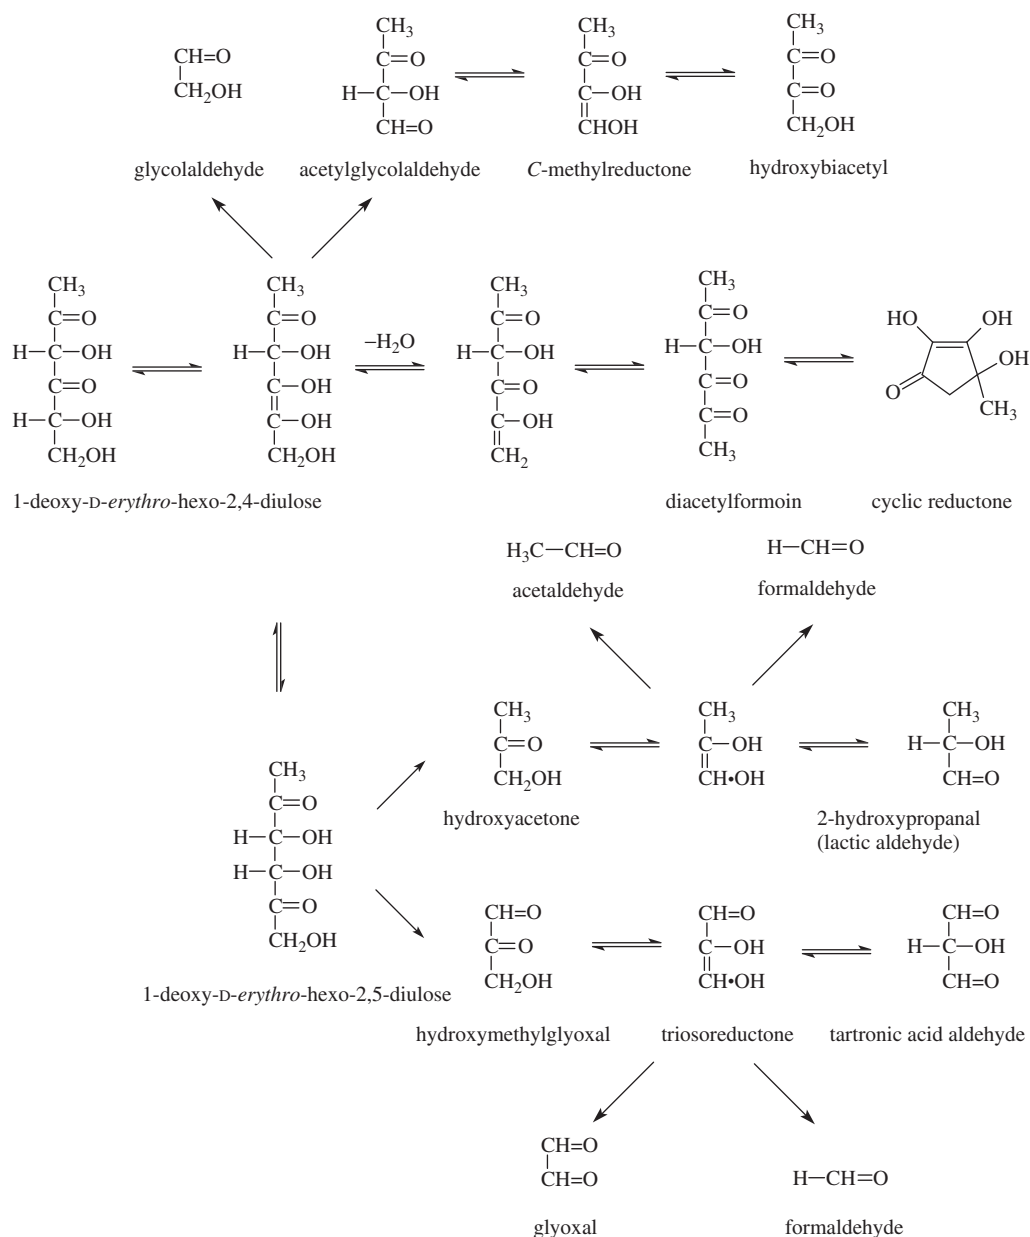 CH=O
CH2OH
glycolaldehyde
CH3
C=O
H—C—OH
CH=O
acetylglycolaldehyde
CH3
C=O
C—OH
CHOH
C-methylreductone
CH3
C=O
C=O
CH2OH
hydroxybiacetyl
CH3
C=O
H—C—OH
C=O
H—C—OH
CH2OH
1-deoxy-D-erythro-hexo-2,4-diulose
CH3
C=O
H—C—OH
C—OH
C—OH
CH2OH
–H2O
CH3
C=O
H—C—OH
C=O
C—OH
CH2
CH3
C=O
H—C—OH
C=O
C=O
CH3
diacetylformoin
HO
OH
OH
O
CH3
cyclic reductone
H3C—CH=O
acetaldehyde
H—CH=O
formaldehyde
CH3
C=O
H—C—OH
H—C—OH
C=O
CH2OH
1-deoxy-D-erythro-hexo-2,5-diulose
CH3
C=O
CH2OH
hydroxyacetone
CH3
C—OH
CH•OH
CH3
H—C—OH
CH=O
2-hydroxypropanal
(lactic aldehyde)
CH=O
C=O
CH2OH
hydroxymethylglyoxal
CH=O
C—OH
CH•OH
triosoreductone
CH=O
H—C—OH
CH=O
tartronic acid aldehyde
CH=O
CH=O
glyoxal
H—CH=O
formaldehyde